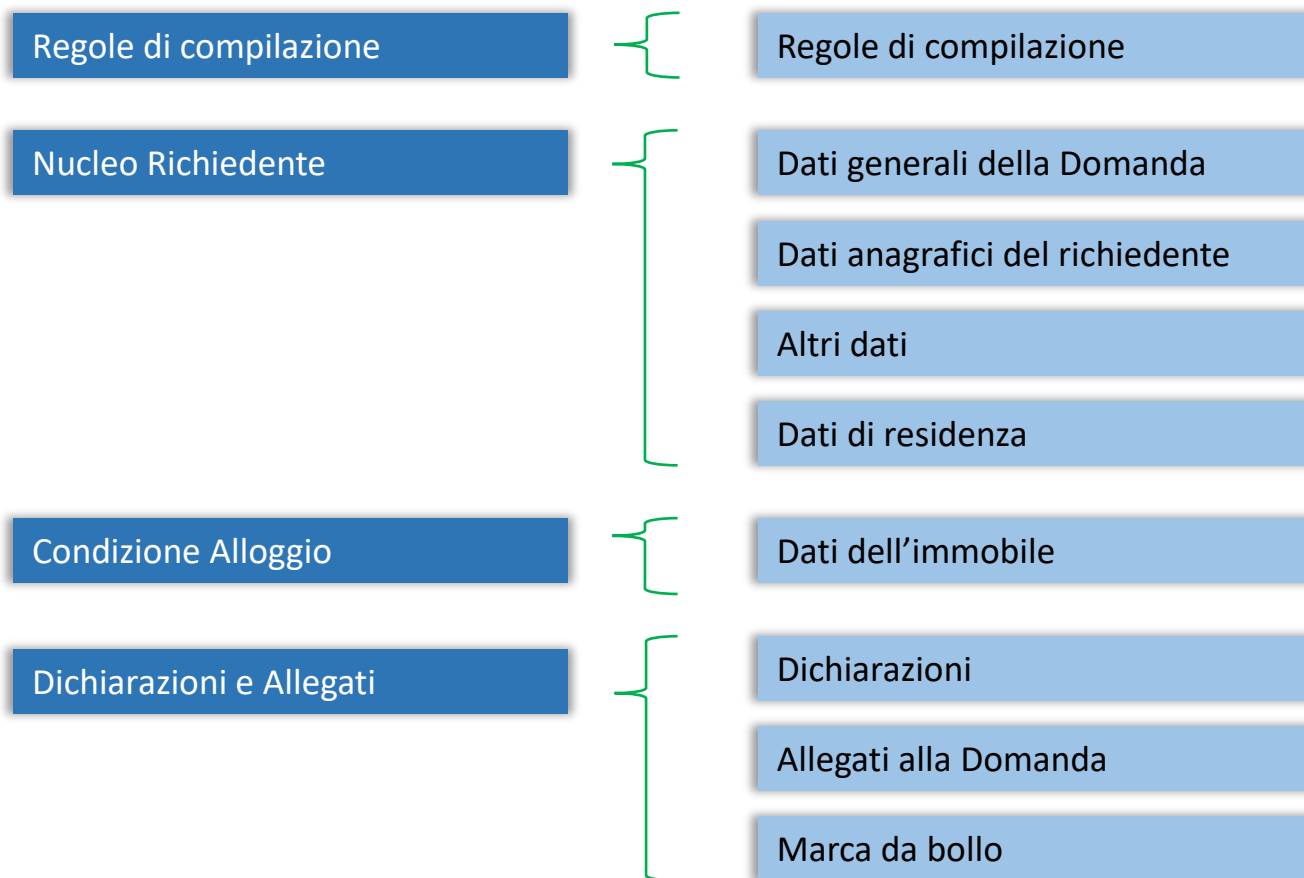 Regole di compilazione
Regole di compilazione
Nucleo Richiedente
Dati generali della Domanda
Dati anagrafici del richiedente
Altri dati
Dati di residenza
Condizione Alloggio
Dati dell’immobile
Dichiarazioni e Allegati
Dichiarazioni
Allegati alla Domanda
Marca da bollo